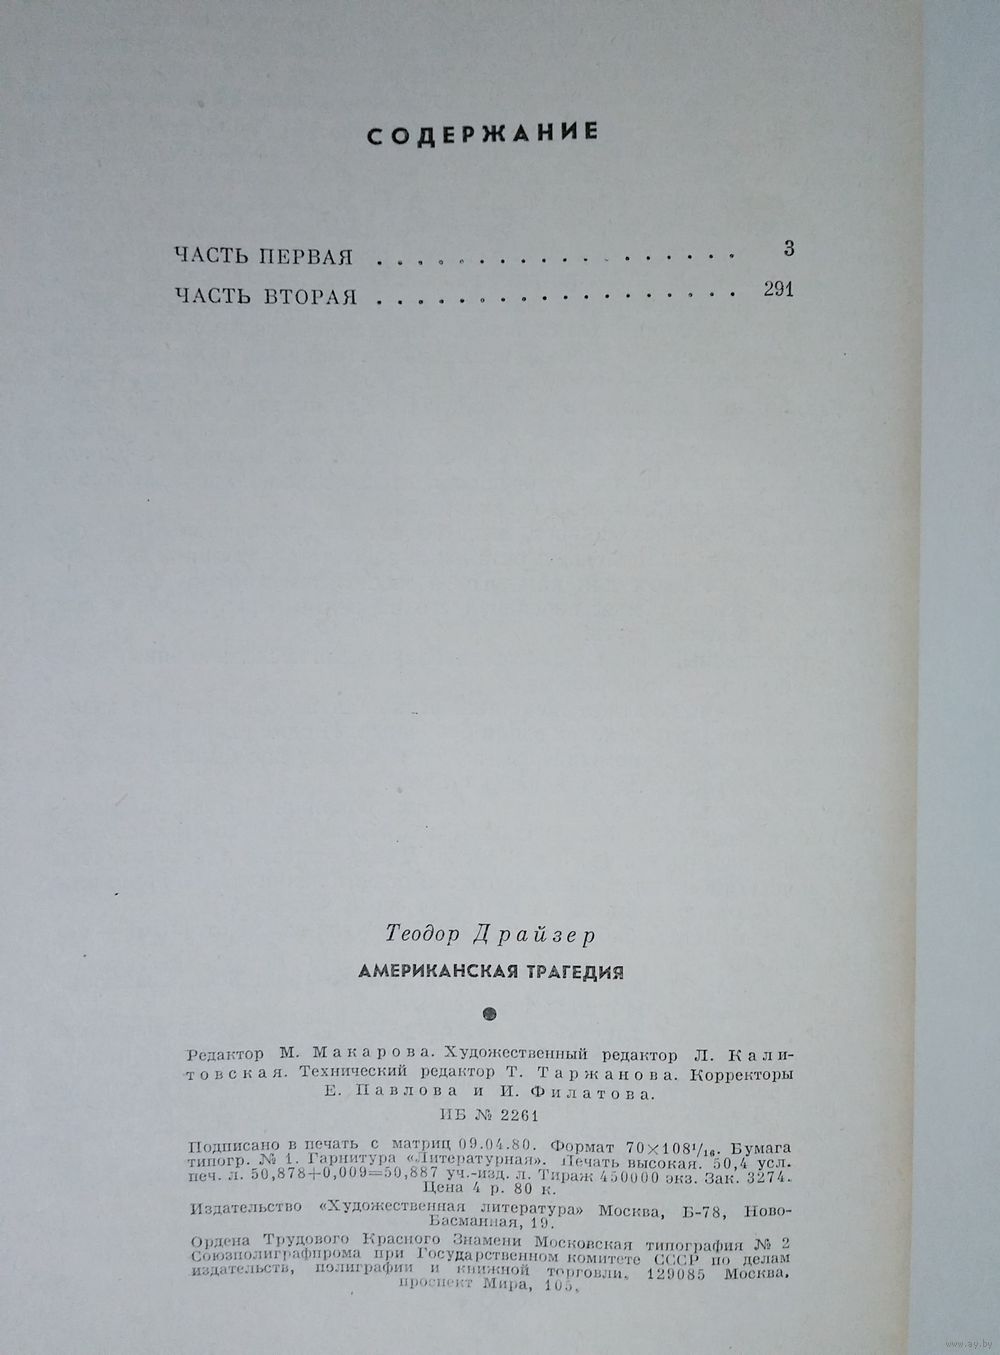 СОДЕРЖАНИЕ
ЧАСТЬ ПЕРВАЯ . . . . . . . . . . . . . . . . . . 3
ЧАСТЬ ВТОРАЯ . . . . . . . . . . . . . . . . . . 291
Теодор Драйзер
АМЕРИКАНСКАЯ ТРАГЕДИЯ
Редактор М. Макарова. Художественный редактор Л. Кали-
товская. Технический редактор Т. Таржанова. Корректоры
Е. Павлова и И. Филатова.
ИБ № 2261
Подписано в печать с матриц 09.04.80. Формат 70×108¹/₁₆. Бумага
типогр. № 1. Гарнитура «Литературная». Печать высокая. 50,4 усл.
печ. л. 50,878+0,009=50,887 уч.-изд. л. Тираж 450000 экз. Зак. 3274.
Цена 4 р. 80 к.
Издательство «Художественная литература» Москва, Б-78, Ново-
Басманная, 19.
Ордена Трудового Красного Знамени Московская типография № 2
Союзполиграфпрома при Государственном комитете СССР по делам
издательств, полиграфии и книжной торговли. 129085 Москва,
проспект Мира, 105.
www.ay.by